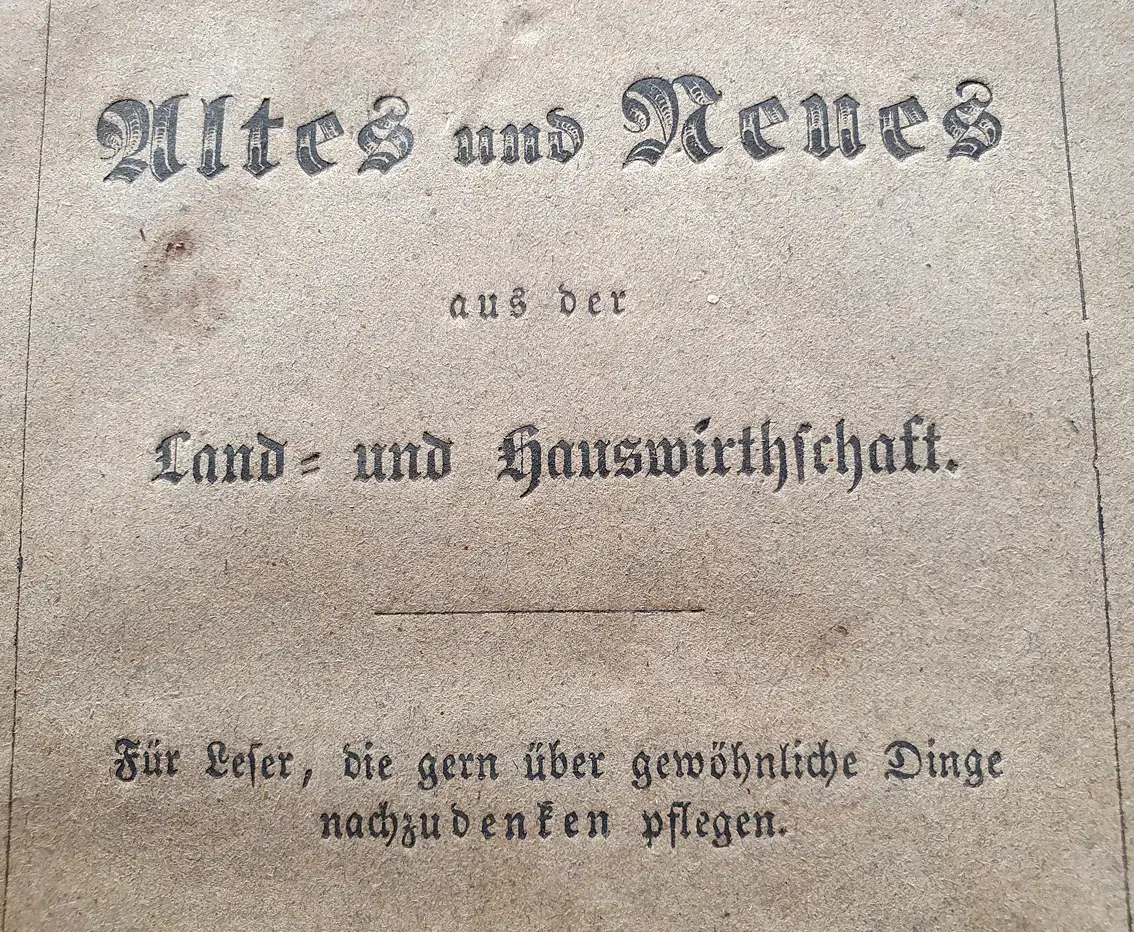 Altes und Neues
aus der
Land- und Hauswirthſchaft.
Für Leſer, die gern über gewöhnliche Dinge
nachzudenken pflegen.